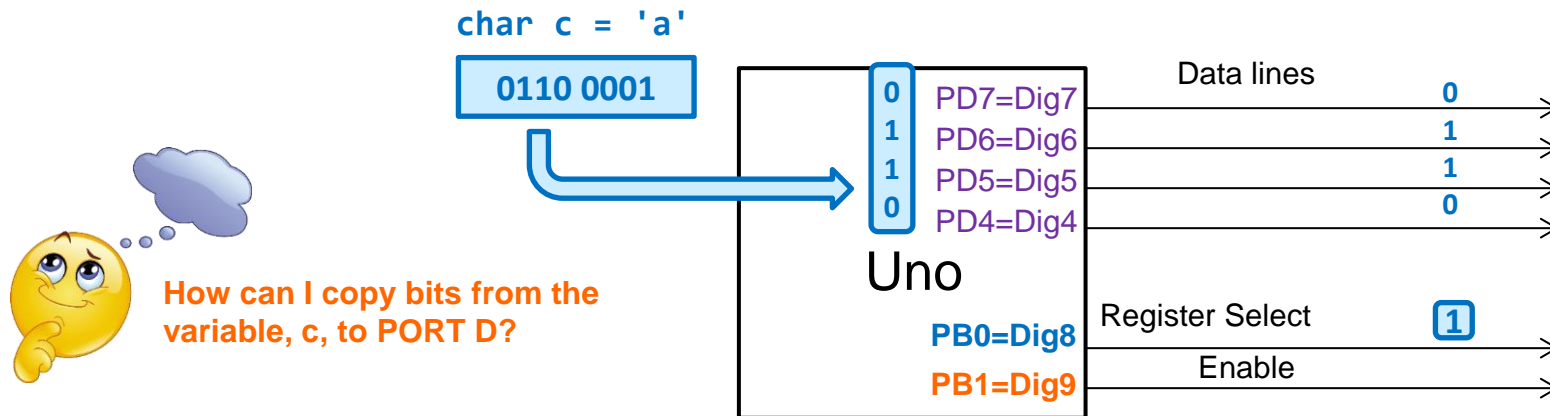 char c = 'a'
0110 0001
Data lines
0 PD7=Dig7 0
1 PD6=Dig6 1
1 PD5=Dig5 1
0 PD4=Dig4 0
Uno
How can I copy bits from the
variable, c, to PORT D?
Register Select 1
PB0=Dig8
Enable
PB1=Dig9